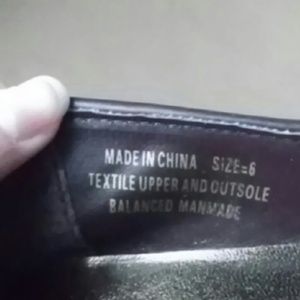 MADE IN CHINA SIZE=6
TEXTILE UPPER AND OUTSOLE
BALANCED MANMADE